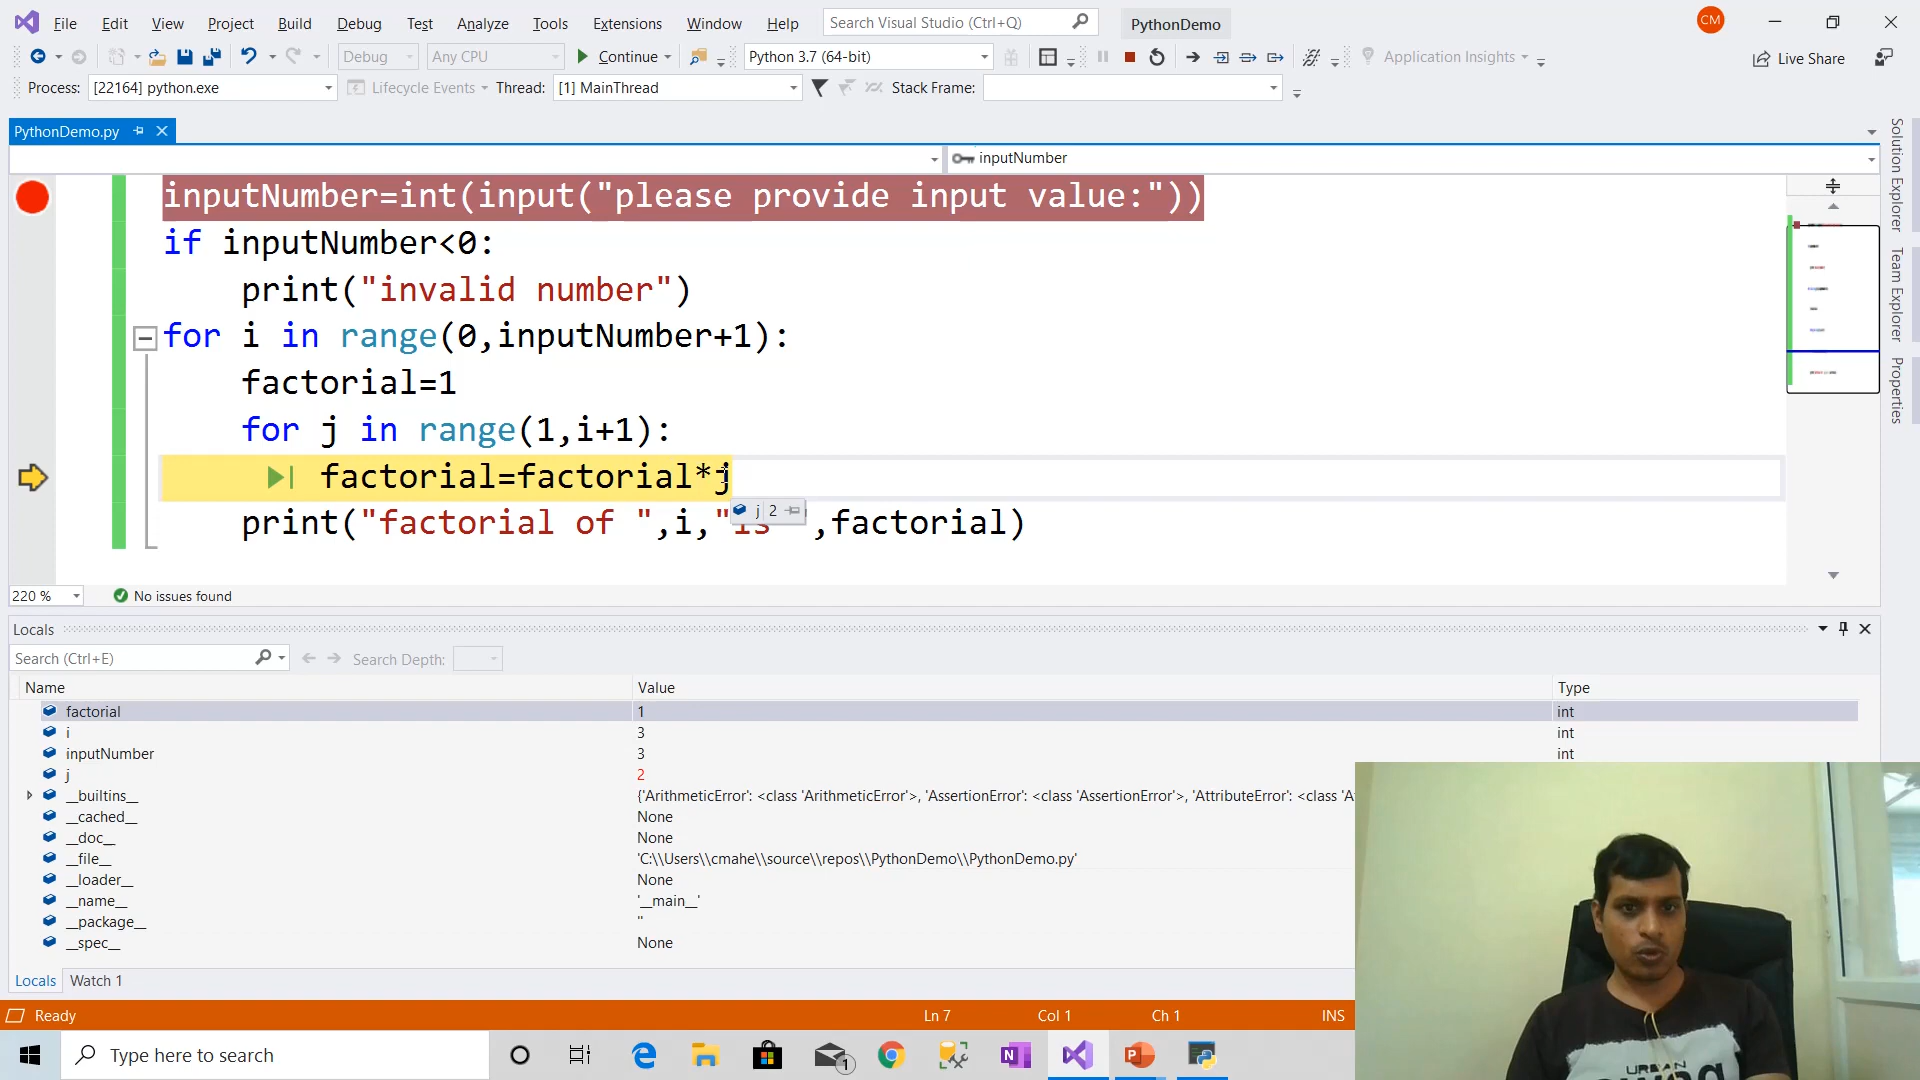 File Edit View Project Build Debug Test Analyze Tools Extensions Window Help Search Visual Studio (Ctrl+Q) PythonDemo CM
Debug Any CPU Continue Python 3.7 (64-bit) Application Insights Live Share
Process: [22164] python.exe Lifecycle Events Thread: [1] MainThread Stack Frame:
PythonDemo.py
inputNumber
inputNumber=int(input("please provide input value:"))
if inputNumber<0:
print("invalid number")
for i in range(0,inputNumber+1):
factorial=1
for j in range(1,i+1):
factorial=factorial*j
j 2
print("factorial of ",i,"is ",factorial)
Solution Explorer
Team Explorer
Properties
220 % No issues found
Locals
Search (Ctrl+E) Search Depth:
Name Value Type
factorial 1 int
i 3 int
inputNumber 3 int
j 2
__builtins__ {'ArithmeticError': <class 'ArithmeticError'>, 'AssertionError': <class 'AssertionError'>, 'AttributeError': <class 'A
__cached__ None
__doc__ None
__file__ 'C:\\Users\\cmahe\\source\\repos\\PythonDemo\\PythonDemo.py'
__loader__ None
__name__ '__main__'
__package__ ''
__spec__ None
Locals Watch 1
Ready Ln 7 Col 1 Ch 1 INS
Type here to search 1
URBAN